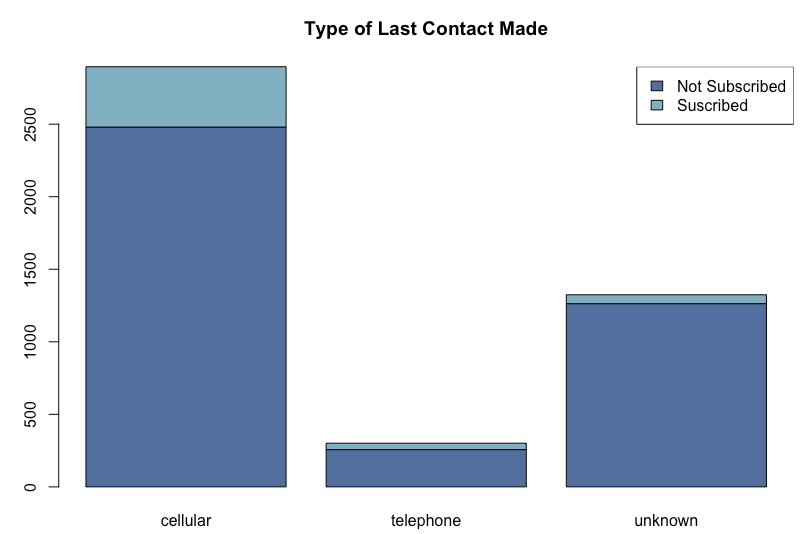 Type of Last Contact Made
Not Subscribed
Suscribed
2500
2000
1500
1000
500
0
cellular
telephone
unknown